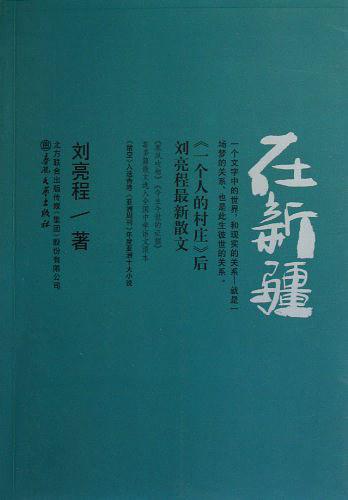 在新疆
一个文字中的世界，和现实的关系—就是一
场梦的关系、也是此生彼世的关系。
《一个人的村庄》后
刘亮程最新散文
《寒风吹彻》《今生今世的证据》
等多篇散文选入全国中学语文课本
《凿空》入选香港《亚洲周刊》年度亚洲十大小说
刘亮程／著
北方联合出版传媒（集团）股份有限公司
春风文艺出版社